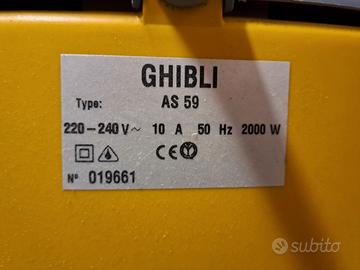 GHIBLI
Type: AS 59
220-240 V~ 10 A 50 Hz 2000 W
CE
N° 019661
subito